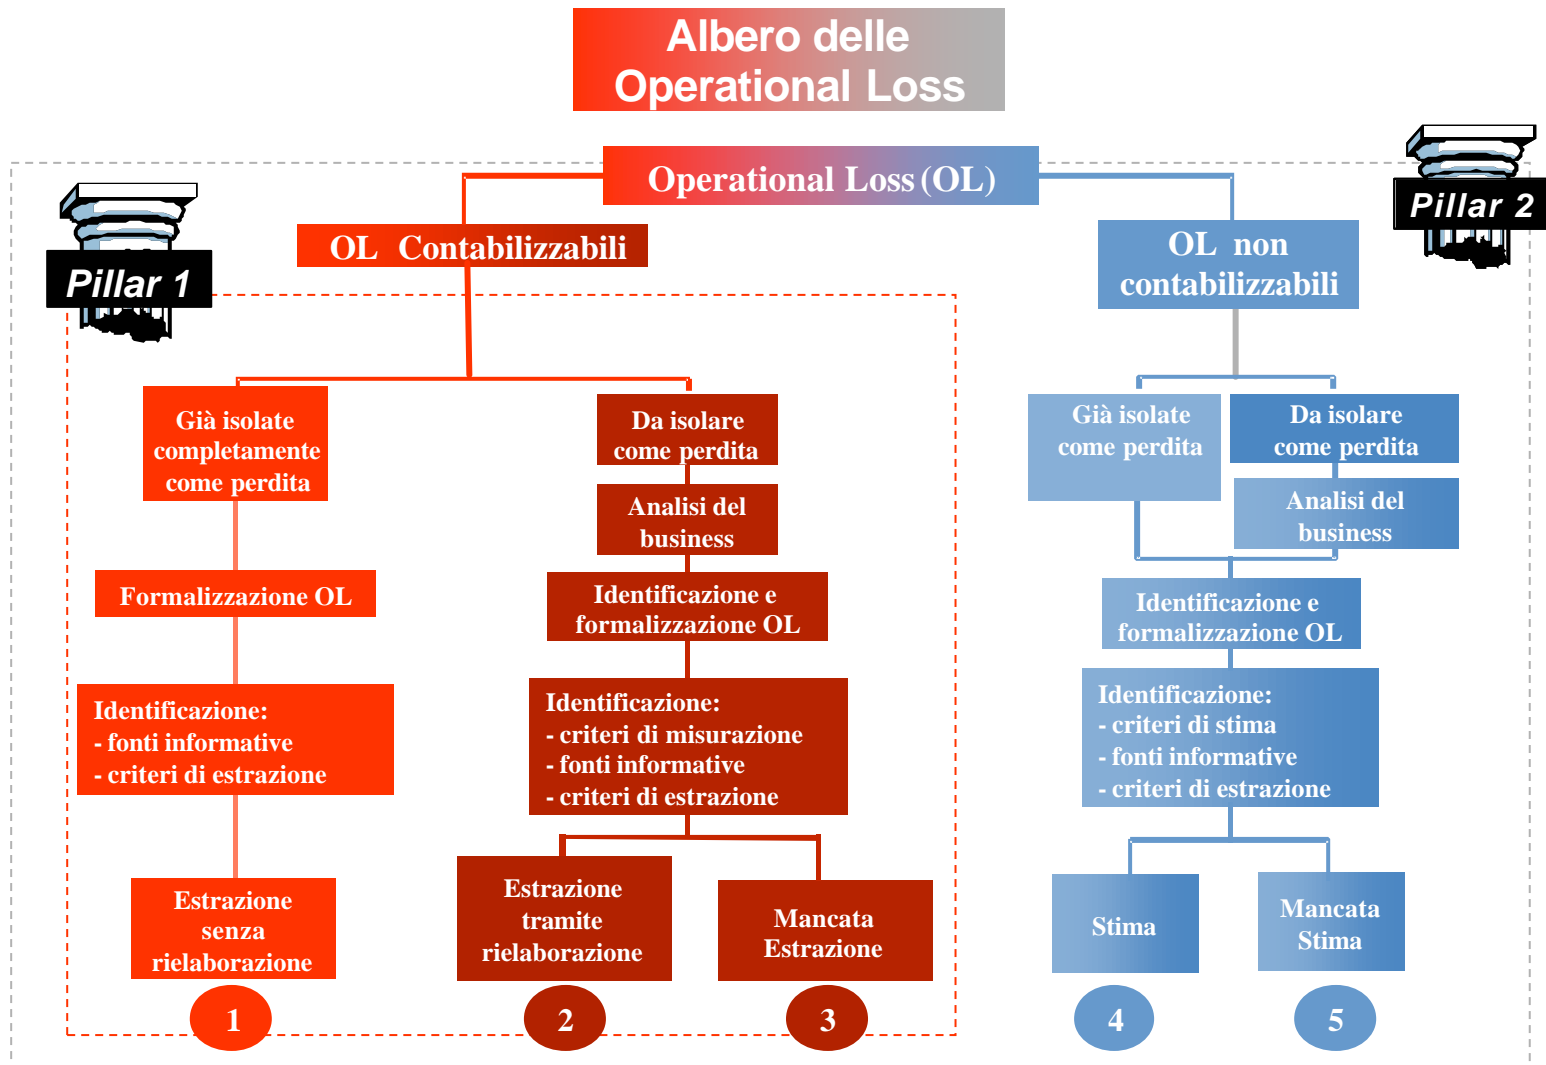 Albero delle
Operational Loss
Operational Loss (OL)
Pillar 2
Pillar 1
OL Contabilizzabili
OL non
contabilizzabili
Già isolate
completamente
come perdita
Formalizzazione OL
Identificazione:
- fonti informative
- criteri di estrazione
Estrazione
senza
rielaborazione
1
Da isolare
come perdita
Analisi del
business
Identificazione e
formalizzazione OL
Identificazione:
- criteri di misurazione
- fonti informative
- criteri di estrazione
Estrazione
tramite
rielaborazione
2
Mancata
Estrazione
3
Già isolate
come perdita
Da isolare
come perdita
Analisi del
business
Identificazione e
formalizzazione OL
Identificazione:
- criteri di stima
- fonti informative
- criteri di estrazione
Stima
4
Mancata
Stima
5